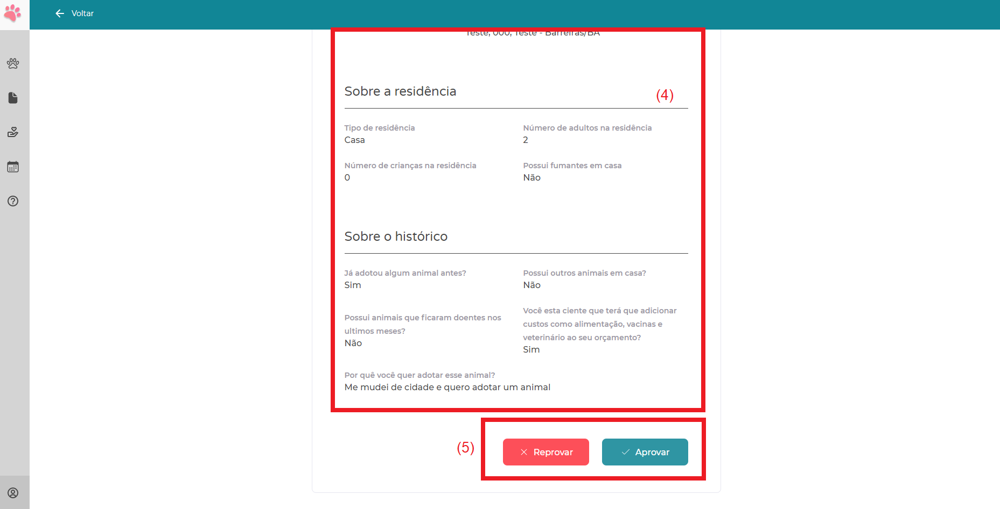 Voltar
Teste, 000, Teste - Barreiras/BA
Sobre a residência
(4)
Tipo de residência
Casa
Número de adultos na residência
2
Número de crianças na residência
0
Possui fumantes em casa
Não
Sobre o histórico
Já adotou algum animal antes?
Sim
Possui outros animais em casa?
Não
Possui animais que ficaram doentes nos
ultimos meses?
Não
Você esta ciente que terá que adicionar
custos como alimentação, vacinas e
veterinário ao seu orçamento?
Sim
Por quê você quer adotar esse animal?
Me mudei de cidade e quero adotar um animal
(5)
Reprovar
Aprovar